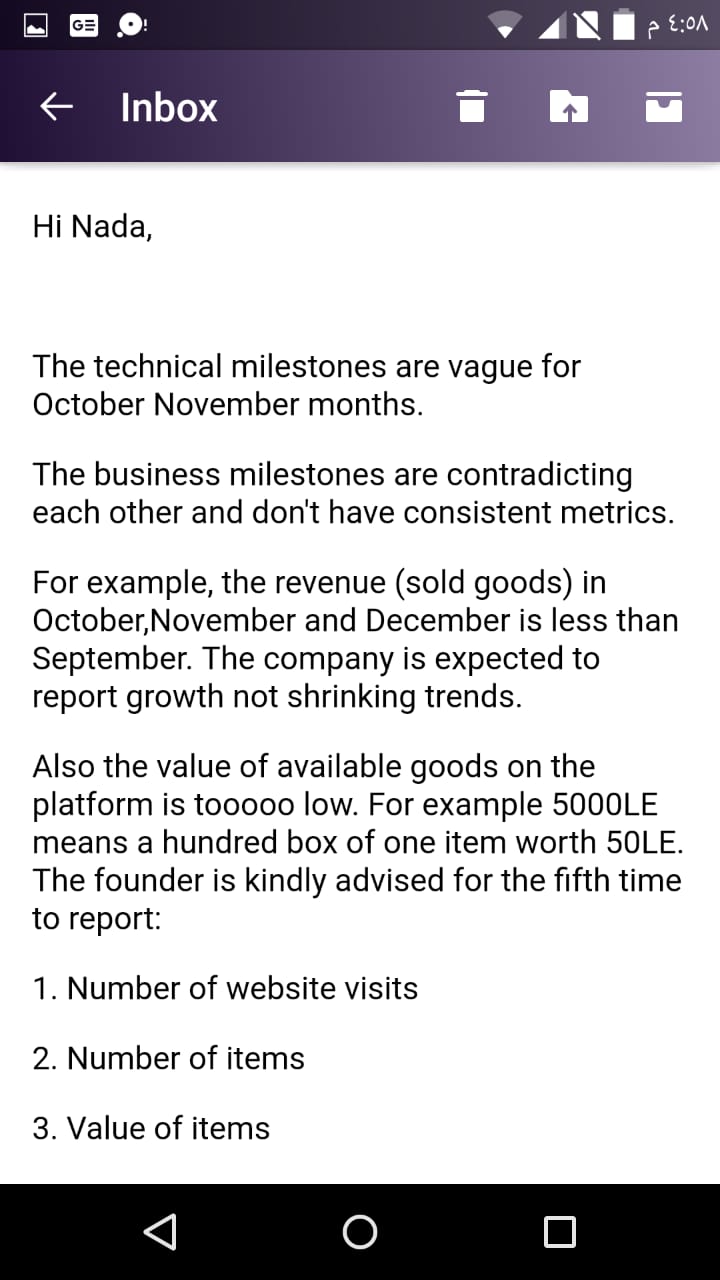 GE
٤:٥٨ م
Inbox
Hi Nada,
The technical milestones are vague for
October November months.
The business milestones are contradicting
each other and don't have consistent metrics.
For example, the revenue (sold goods) in
October,November and December is less than
September. The company is expected to
report growth not shrinking trends.
Also the value of available goods on the
platform is tooooo low. For example 5000LE
means a hundred box of one item worth 50LE.
The founder is kindly advised for the fifth time
to report:
1. Number of website visits
2. Number of items
3. Value of items